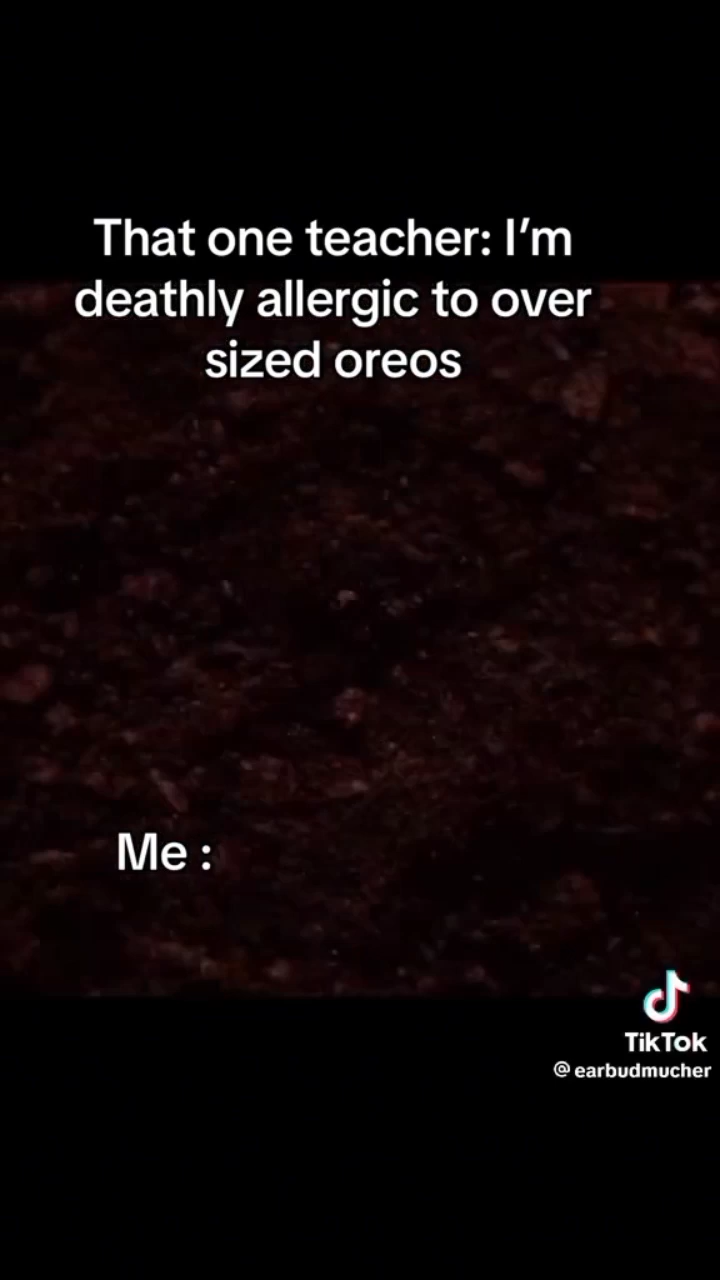 That one teacher: I’m
deathly allergic to over
sized oreos
Me :
TikTok
@earbudmucher